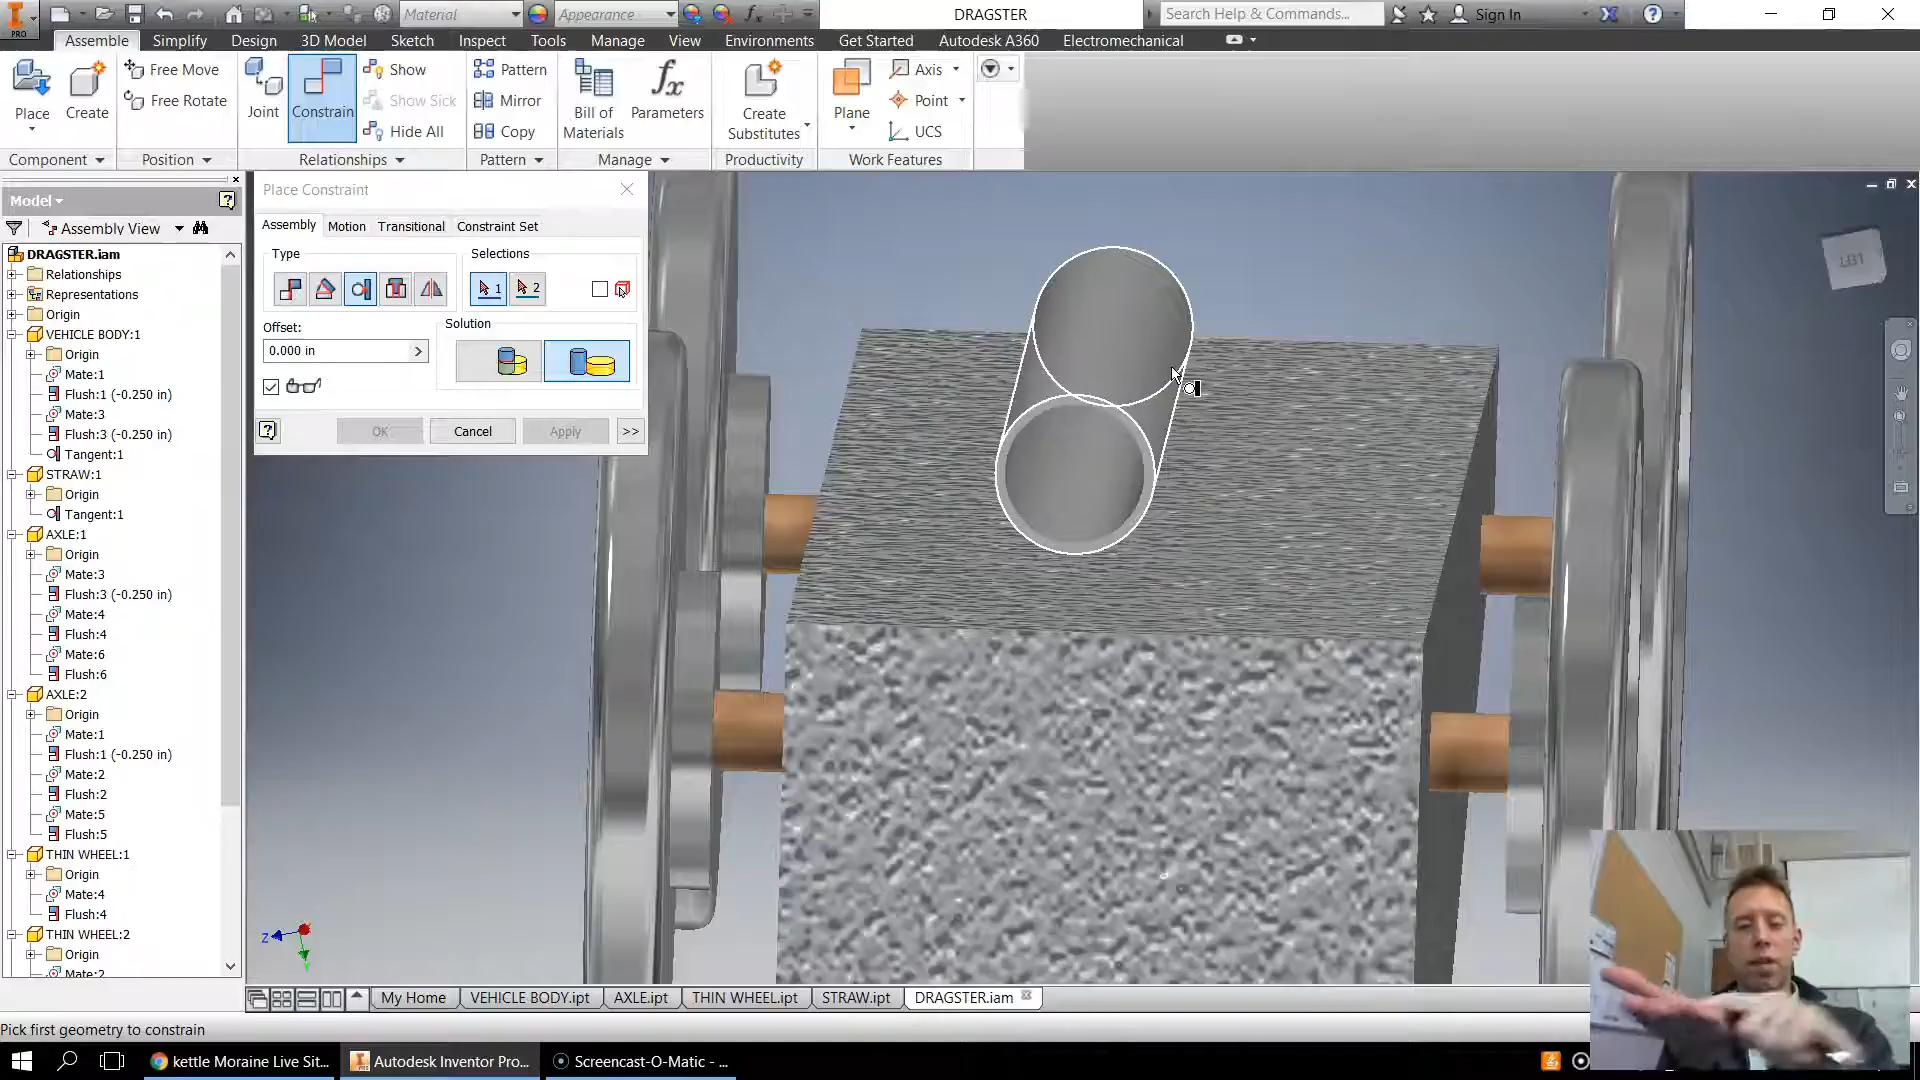 Material
Appearance
DRAGSTER
Search Help & Commands...
Sign In
PRO
Assemble
Simplify
Design
3D Model
Sketch
Inspect
Tools
Manage
View
Environments
Get Started
Autodesk A360
Electromechanical
Place
Create
Free Move
Free Rotate
Joint
Constrain
Show
Show Sick
Hide All
Pattern
Mirror
Copy
Bill of
Materials
fx
Parameters
Create
Substitutes
Plane
Axis
Point
UCS
Component
Position
Relationships
Pattern
Manage
Productivity
Work Features
Model
Assembly View
DRAGSTER.iam
Relationships
Representations
Origin
VEHICLE BODY:1
Origin
Mate:1
Flush:1 (-0.250 in)
Mate:3
Flush:3 (-0.250 in)
Tangent:1
STRAW:1
Origin
Tangent:1
AXLE:1
Origin
Mate:3
Flush:3 (-0.250 in)
Mate:4
Flush:4
Mate:6
Flush:6
AXLE:2
Origin
Mate:1
Flush:1 (-0.250 in)
Mate:2
Flush:2
Mate:5
Flush:5
THIN WHEEL:1
Origin
Mate:4
Flush:4
THIN WHEEL:2
Origin
Mate:2
Place Constraint
Assembly
Motion
Transitional
Constraint Set
Type
Selections
1
2
Offset:
0.000 in
Solution
OK
Cancel
Apply
>>
LEFT
Z
My Home
VEHICLE BODY.ipt
AXLE.ipt
THIN WHEEL.ipt
STRAW.ipt
DRAGSTER.iam
Pick first geometry to constrain
kettle Moraine Live Sit...
Autodesk Inventor Pro...
Screencast-O-Matic - ...